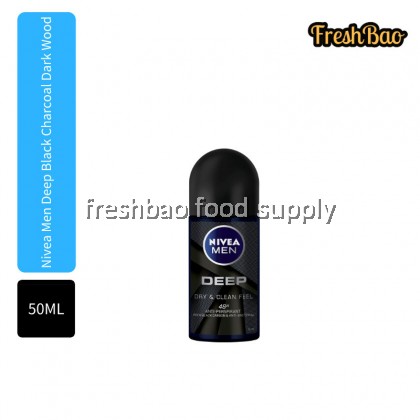 FreshBao
Nivea Men Deep Black Charcoal Dark Wood
50ML
freshbao food supply
NIVEA
MEN
DEEP
DRY & CLEAN FEEL
48h
ANTI-PERSPIRANT